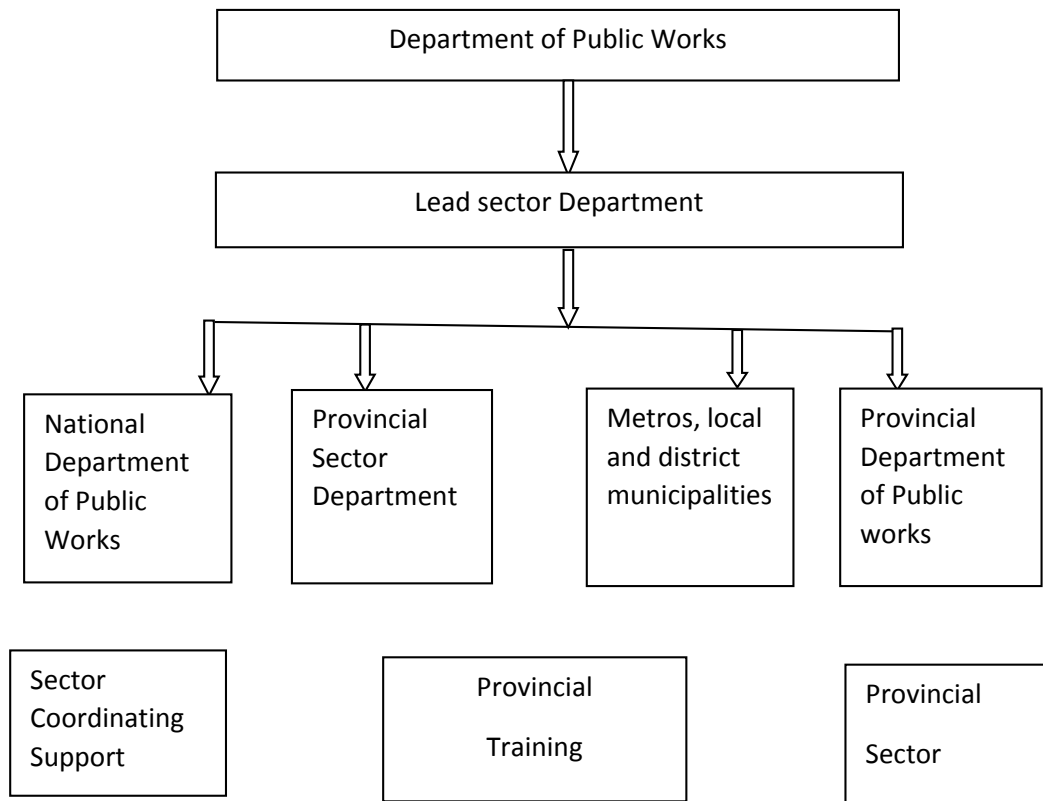 Department of Public Works
Lead sector Department
National
Department
of Public
Works
Provincial
Sector
Department
Metros, local
and district
municipalities
Provincial
Department
of Public
works
Sector
Coordinating
Support
Provincial
Training
Provincial
Sector